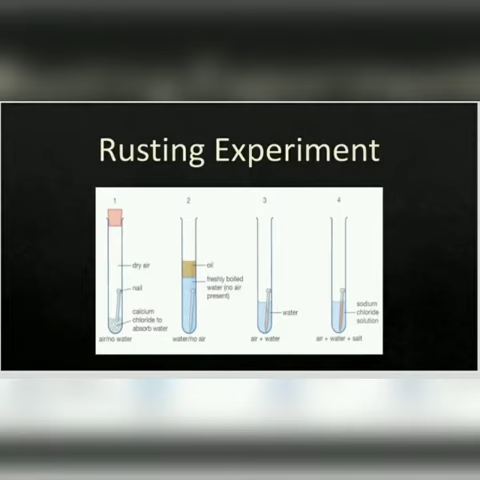 Rusting Experiment
1
2
3
4
dry air
nail
calcium
chloride to
absorb water
air/no water
oil
freshly boiled
water (no air
present)
water/no air
water
air + water
sodium
chloride
solution
air + water + salt